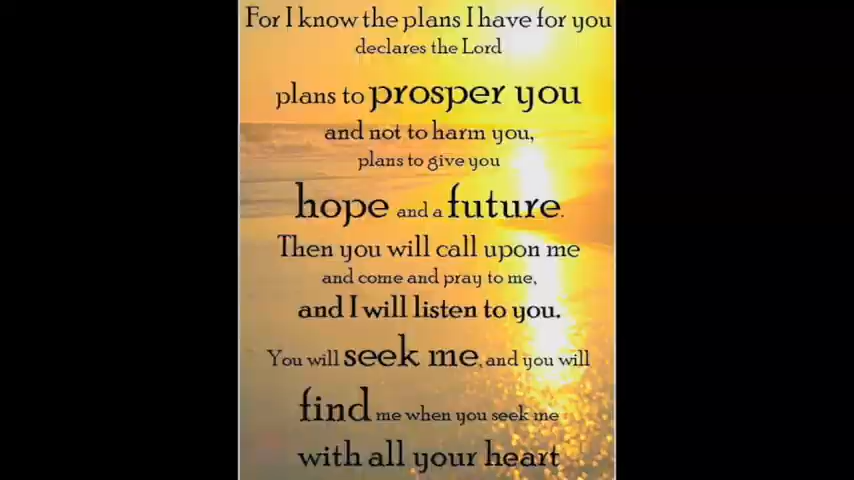 For I know the plans I have for you
declares the Lord
plans to prosper you
and not to harm you,
plans to give you
hope and a future.
Then you will call upon me
and come and pray to me,
and I will listen to you.
You will seek me, and you will
find me when you seek me
with all your heart